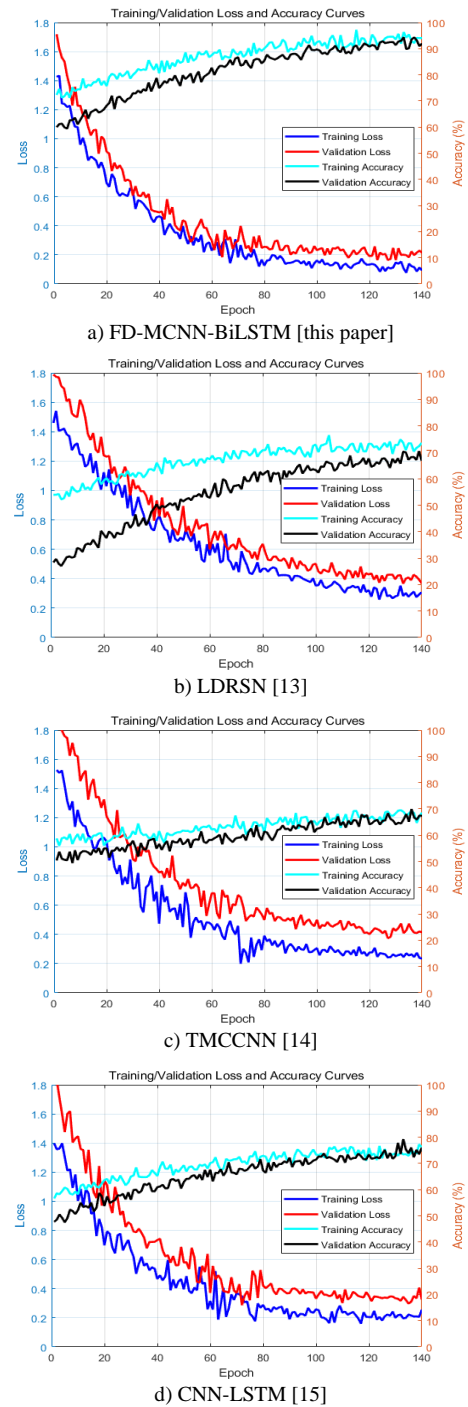 Training/Validation Loss and Accuracy Curves
1.8
1.6
1.4
1.2
1
0.8
0.6
0.4
0.2
0
Loss
100
90
80
70
60
50
40
30
20
10
0
Accuracy (%)
Training Loss
Validation Loss
Training Accuracy
Validation Accuracy
0 20 40 60 80 100 120 140
Epoch
a) FD-MCNN-BiLSTM [this paper]
Training/Validation Loss and Accuracy Curves
1.8
1.6
1.4
1.2
1
0.8
0.6
0.4
0.2
0
Loss
100
90
80
70
60
50
40
30
20
10
0
Accuracy (%)
Training Loss
Validation Loss
Training Accuracy
Validation Accuracy
0 20 40 60 80 100 120 140
Epoch
b) LDRSN [13]
Training/Validation Loss and Accuracy Curves
1.8
1.6
1.4
1.2
1
0.8
0.6
0.4
0.2
0
Loss
100
90
80
70
60
50
40
30
20
10
0
Accuracy (%)
Training Loss
Validation Loss
Training Accuracy
Validation Accuracy
0 20 40 60 80 100 120 140
Epoch
c) TMCCNN [14]
Training/Validation Loss and Accuracy Curves
1.8
1.6
1.4
1.2
1
0.8
0.6
0.4
0.2
0
Loss
100
90
80
70
60
50
40
30
20
10
0
Accuracy (%)
Training Loss
Validation Loss
Training Accuracy
Validation Accuracy
0 20 40 60 80 100 120 140
Epoch
d) CNN-LSTM [15]